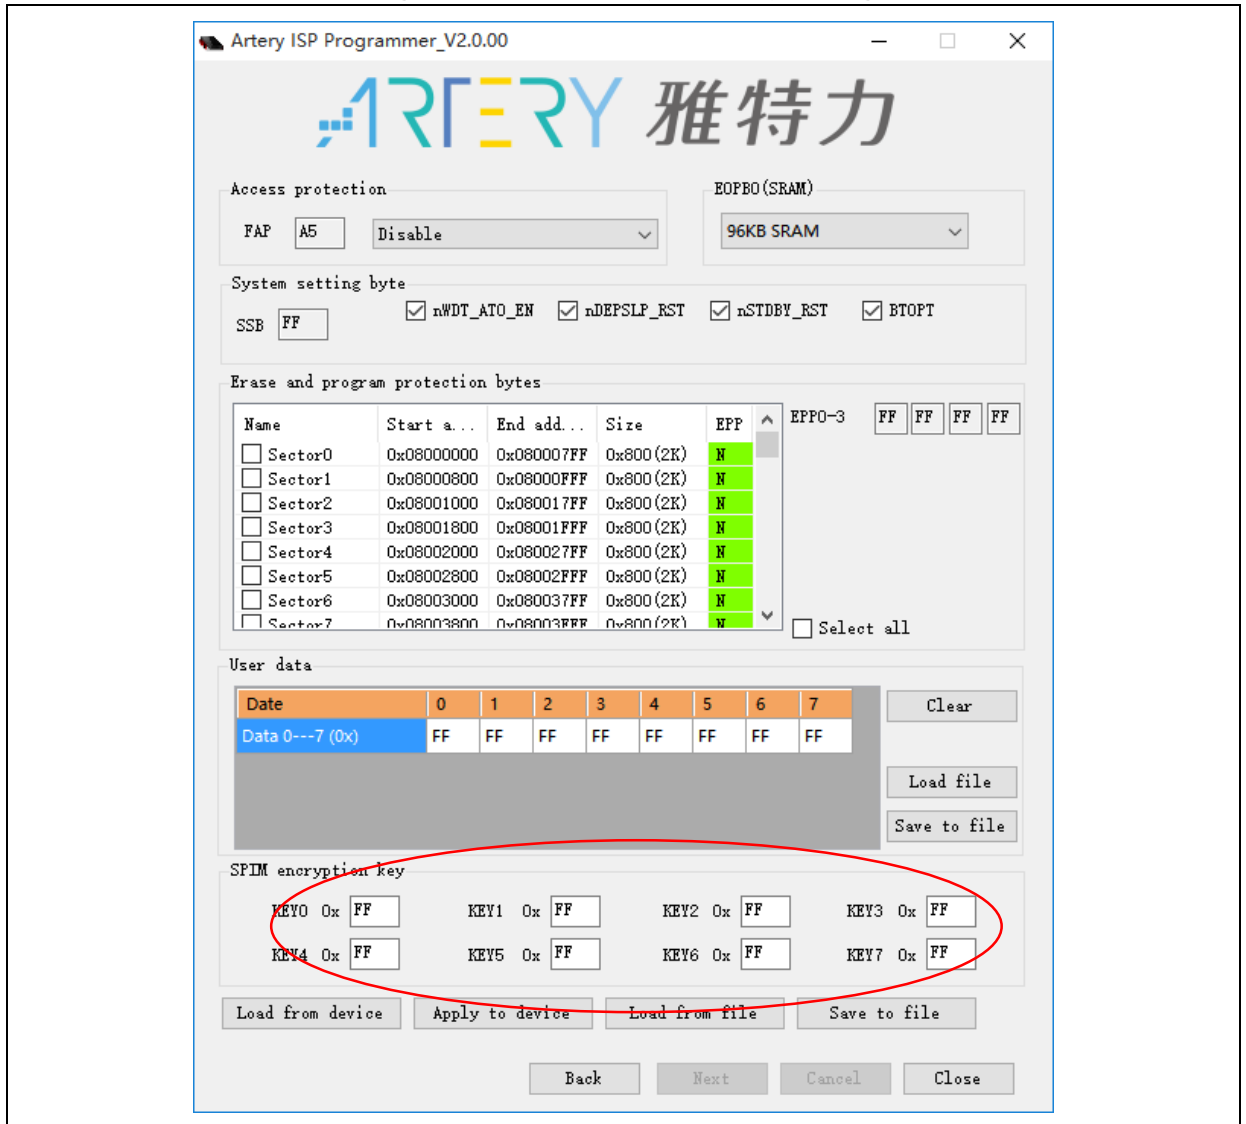 Artery ISP Programmer_V2.0.00
ARTERY 雅特力
Access protection
FAP A5 Disable
EOPB0(SRAM)
96KB SRAM
System setting byte
SSB FF nWDT_ATO_EN nDEPSLP_RST nSTDBY_RST BTOPT
Erase and program protection bytes
Name Start a... End add... Size EPP
Sector0 0x08000000 0x080007FF 0x800(2K) N
Sector1 0x08000800 0x08000FFF 0x800(2K) N
Sector2 0x08001000 0x080017FF 0x800(2K) N
Sector3 0x08001800 0x08001FFF 0x800(2K) N
Sector4 0x08002000 0x080027FF 0x800(2K) N
Sector5 0x08002800 0x08002FFF 0x800(2K) N
Sector6 0x08003000 0x080037FF 0x800(2K) N
Sector7 0x08003800 0x08003FFF 0x800(2K) N
EPP0-3 FF FF FF FF
Select all
User data
Date 0 1 2 3 4 5 6 7
Data 0---7 (0x) FF FF FF FF FF FF FF FF
Clear
Load file
Save to file
SPIM encryption key
KEY0 0x FF KEY1 0x FF KEY2 0x FF KEY3 0x FF
KEY4 0x FF KEY5 0x FF KEY6 0x FF KEY7 0x FF
Load from device Apply to device Load from file Save to file
Back Next Cancel Close